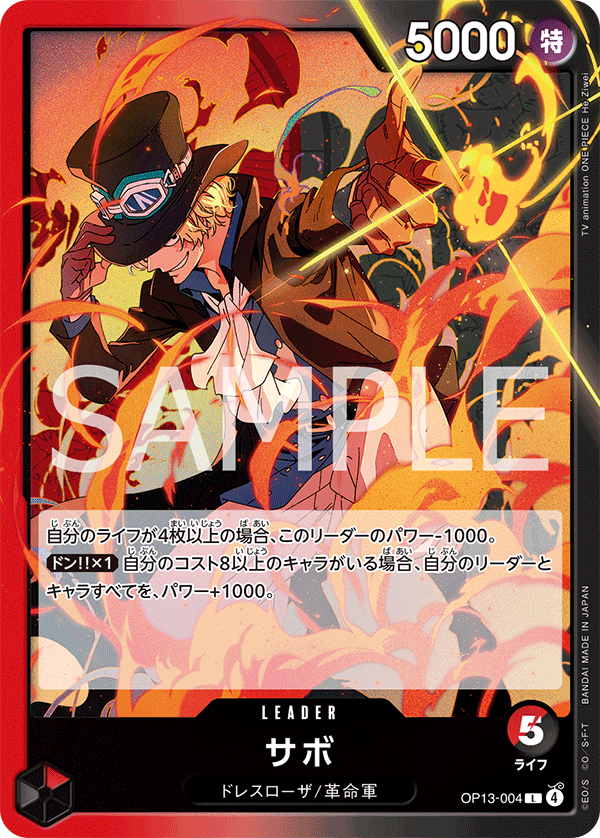 5000 特
TV animation ONE PIECE He Ziwei
SAMPLE
自分のライフが4枚以上の場合、このリーダーのパワー-1000。
ドン!!×1 自分のコスト8以上のキャラがいる場合、自分のリーダーと
キャラすべてを、パワー+1000。
LEADER
サボ
5
ライフ
ドレスローザ/革命軍
OP13-004 L 4
©E.O/S ©O/S・F・T BANDAI MADE IN JAPAN